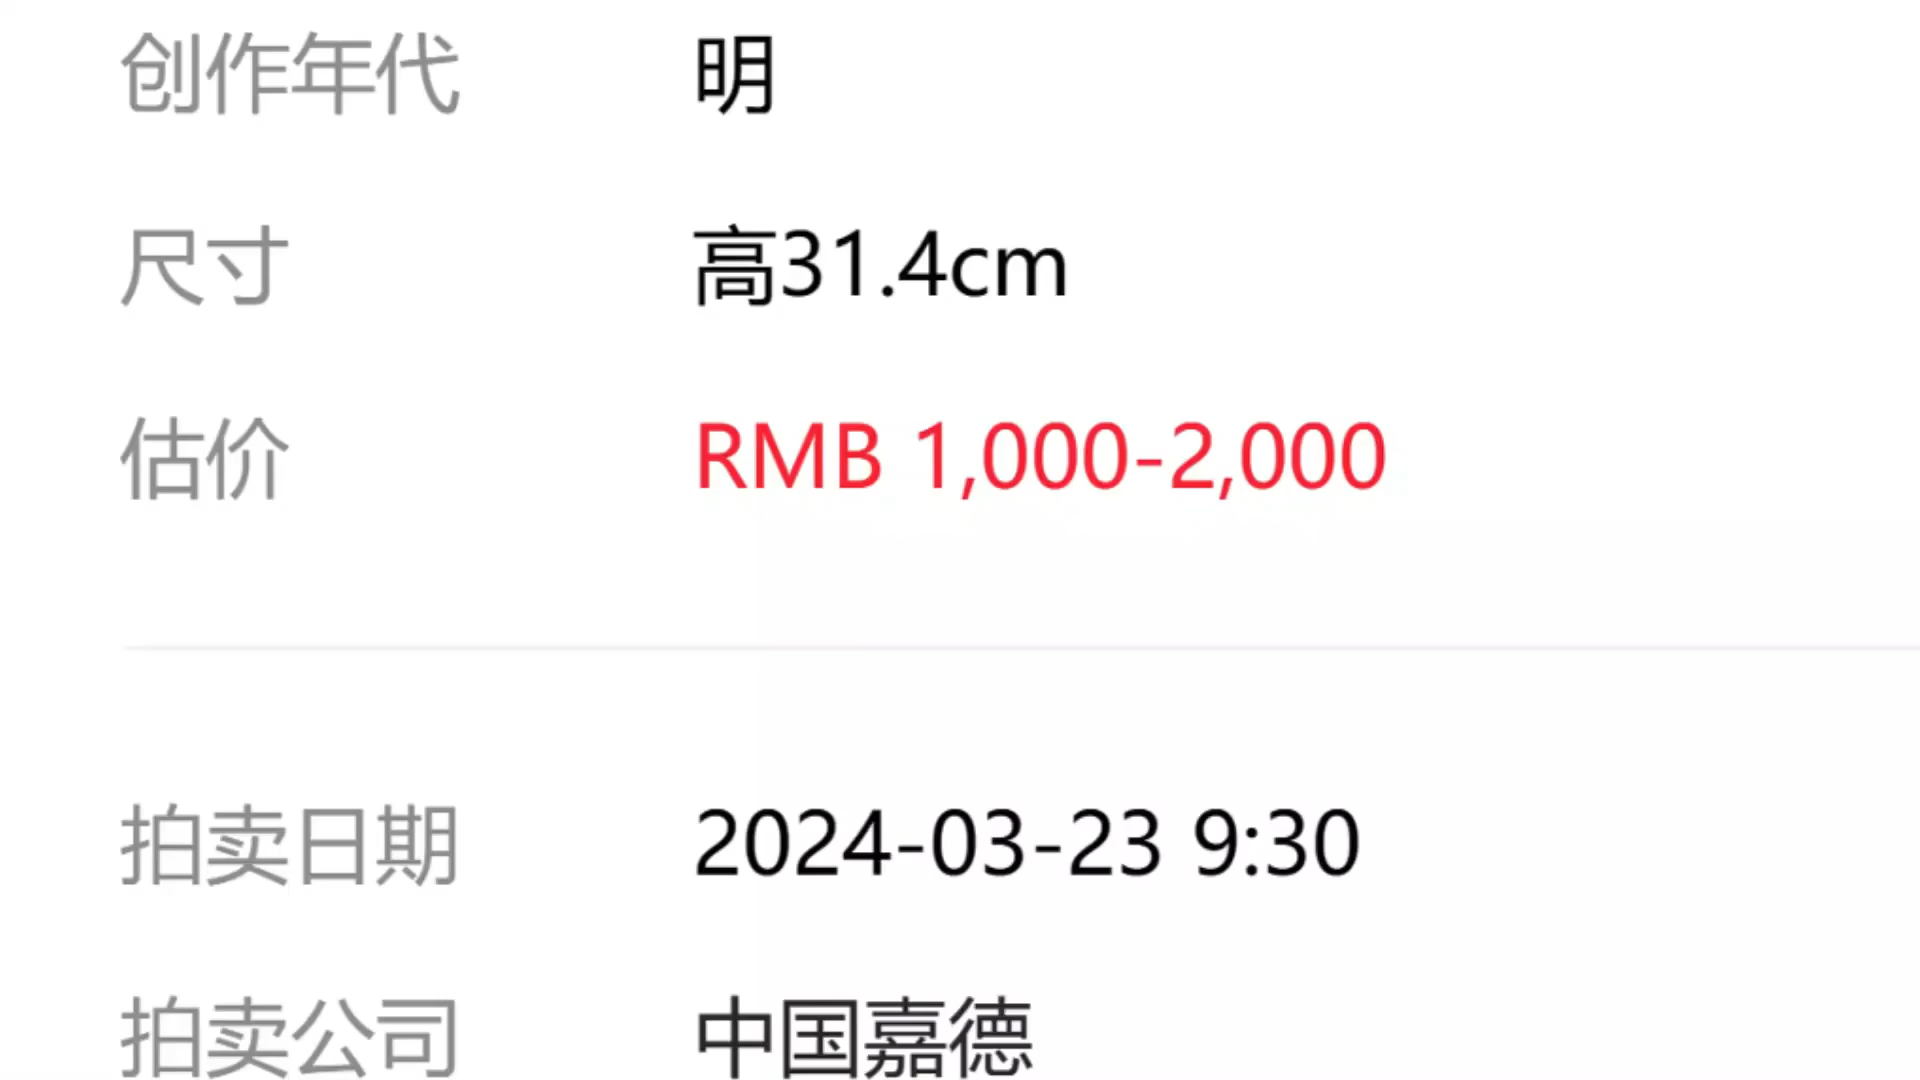 创作年代 明
尺寸 高31.4cm
估价 RMB 1,000-2,000
拍卖日期 2024-03-23 9:30
拍卖公司 中国嘉德